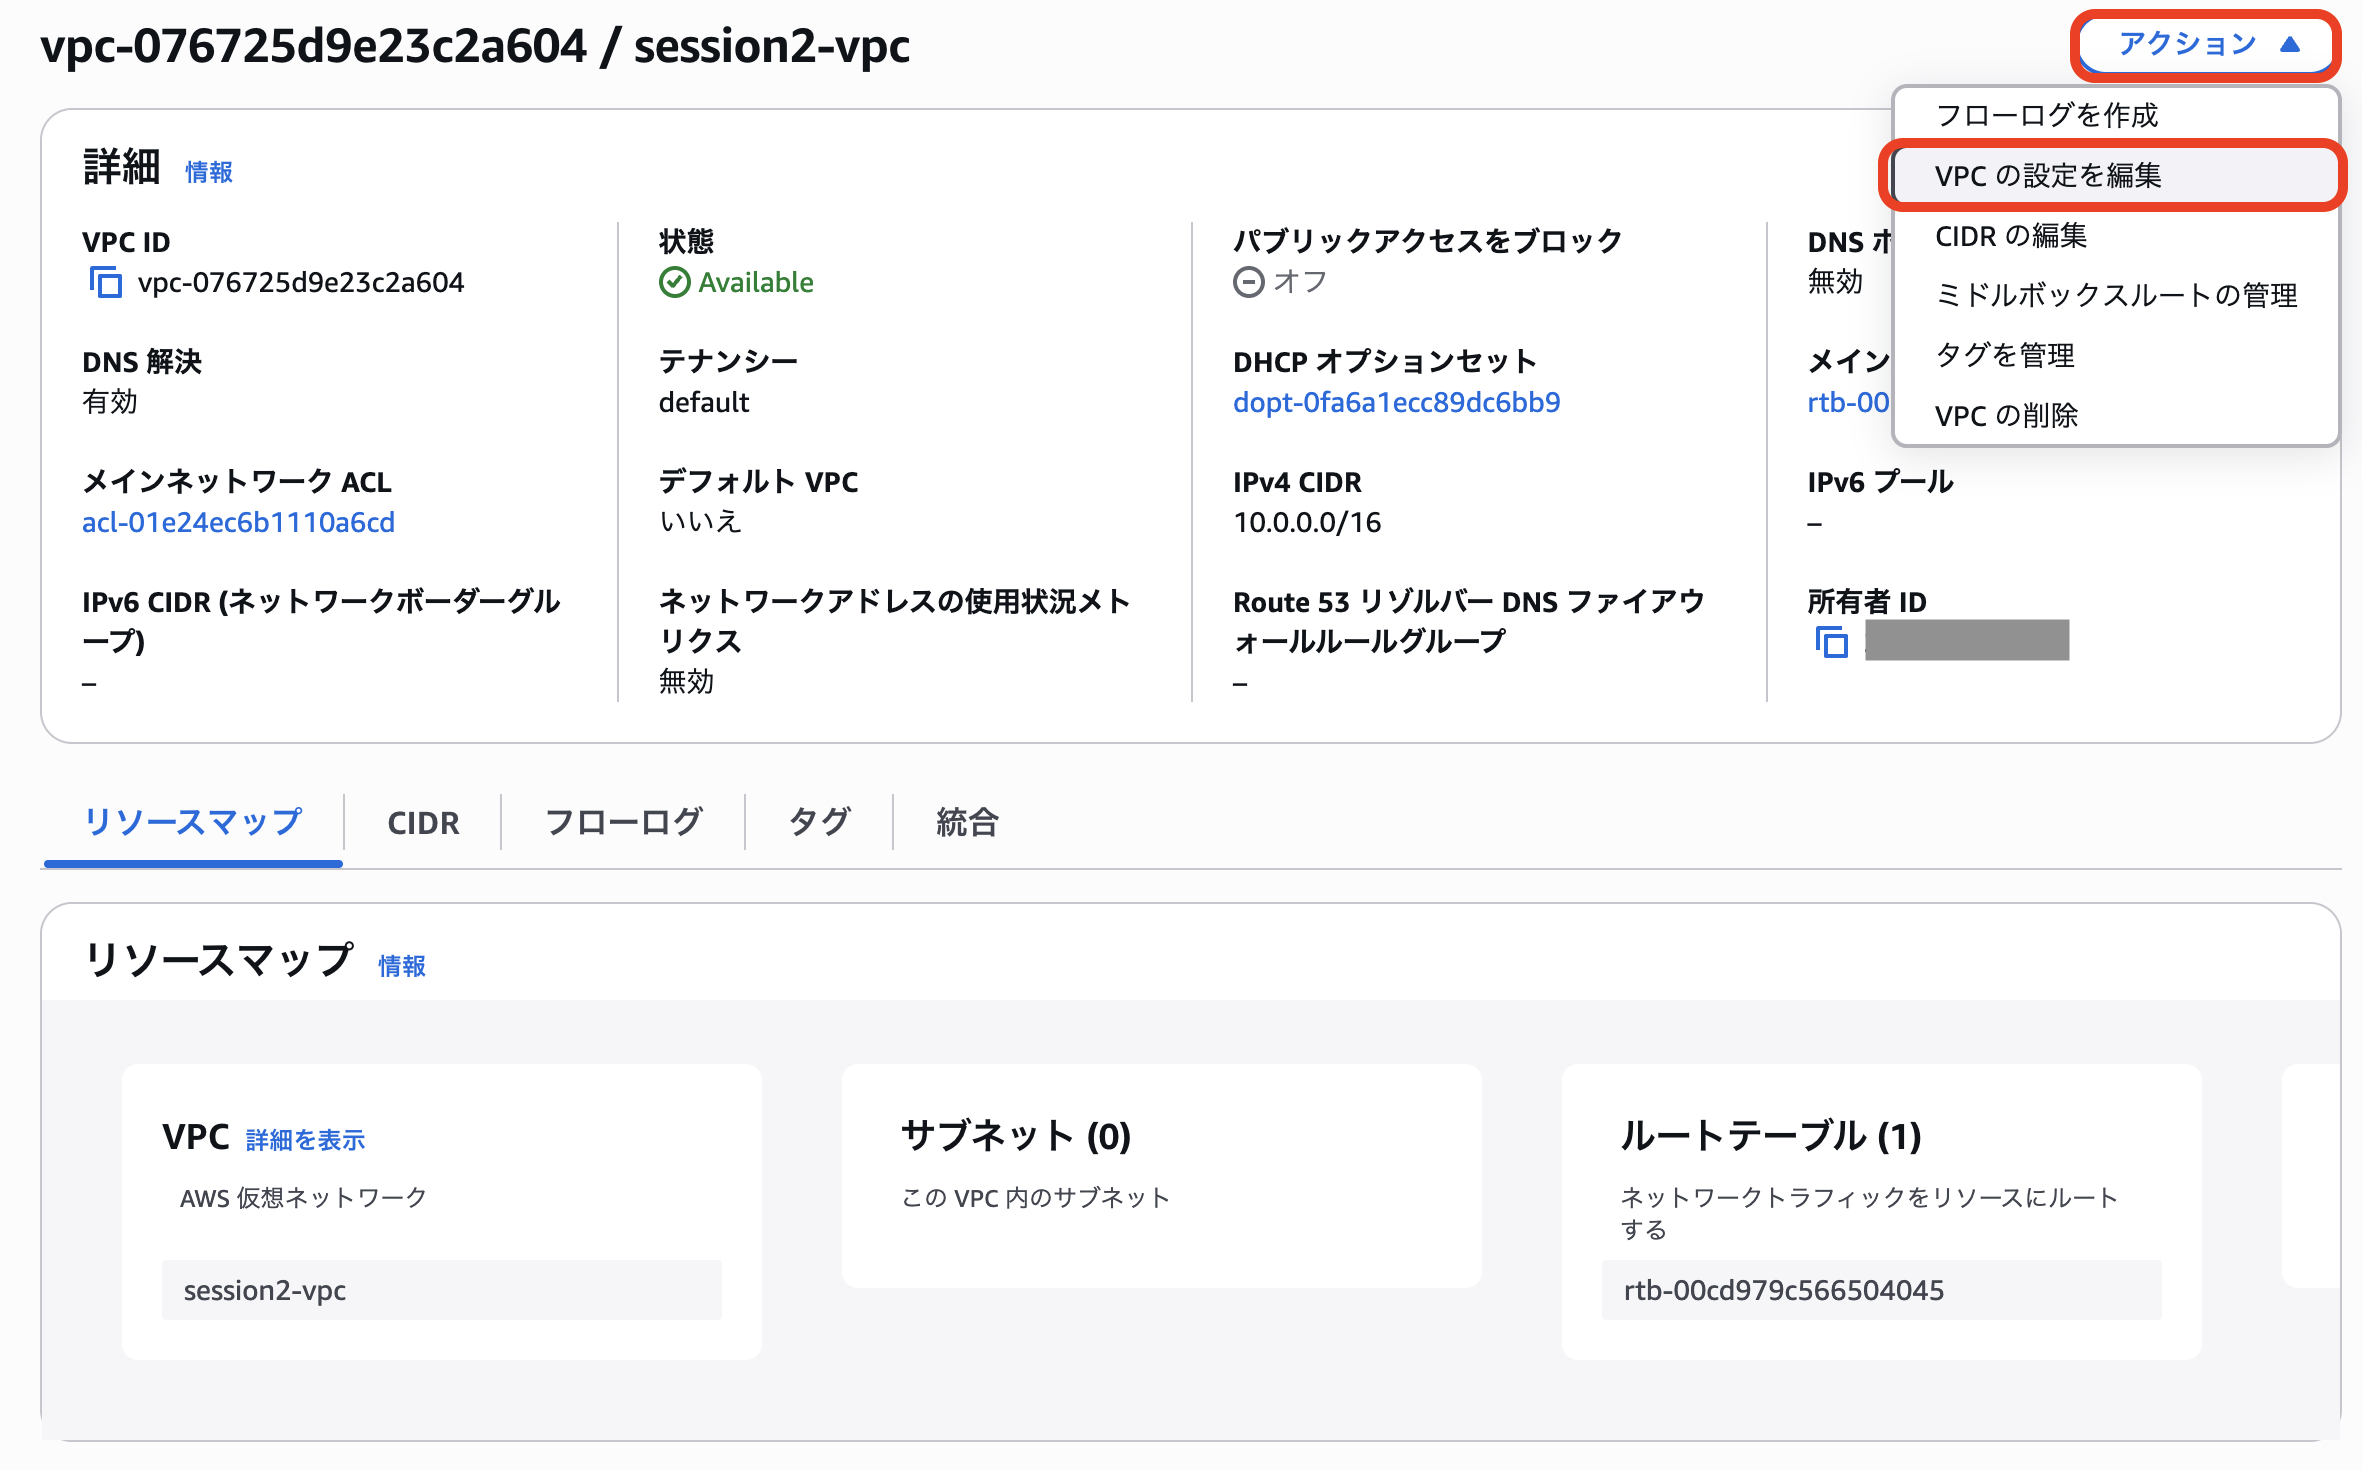 vpc-076725d9e23c2a604 / session2-vpc
アクション
フローログを作成
VPC の設定を編集
CIDR の編集
ミドルボックスルートの管理
タグを管理
VPC の削除
詳細 情報
VPC ID
vpc-076725d9e23c2a604
状態
Available
パブリックアクセスをブロック
オフ
DNS
無効
DNS 解決
有効
テナンシー
default
DHCP オプションセット
dopt-0fa6a1ecc89dc6bb9
メイン
rtb-00
メインネットワーク ACL
acl-01e24ec6b1110a6cd
デフォルト VPC
いいえ
IPv4 CIDR
10.0.0.0/16
IPv6 プール
–
IPv6 CIDR (ネットワークボーダーグル
ープ)
–
ネットワークアドレスの使用状況メト
リクス
無効
Route 53 リゾルバー DNS ファイアウ
ォールルールグループ
–
所有者 ID
リソースマップ
CIDR
フローログ
タグ
統合
リソースマップ 情報
VPC 詳細を表示
AWS 仮想ネットワーク
session2-vpc
サブネット (0)
この VPC 内のサブネット
ルートテーブル (1)
ネットワークトラフィックをリソースにルート
する
rtb-00cd979c566504045